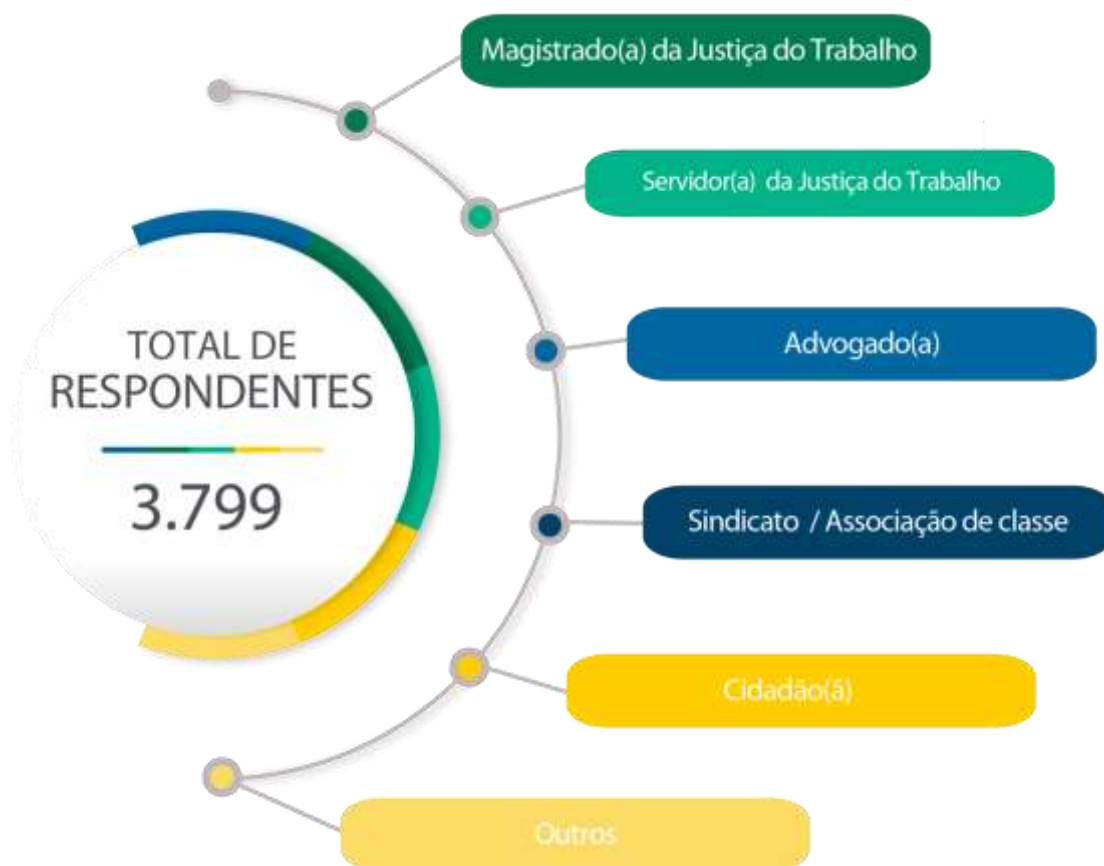 Magistrado(a) da Justiça do Trabalho
Servidor(a) da Justiça do Trabalho
Advogado(a)
Sindicato / Associação de classe
Cidadão(ã)
Outros
TOTAL DE
RESPONDENTES
3.799